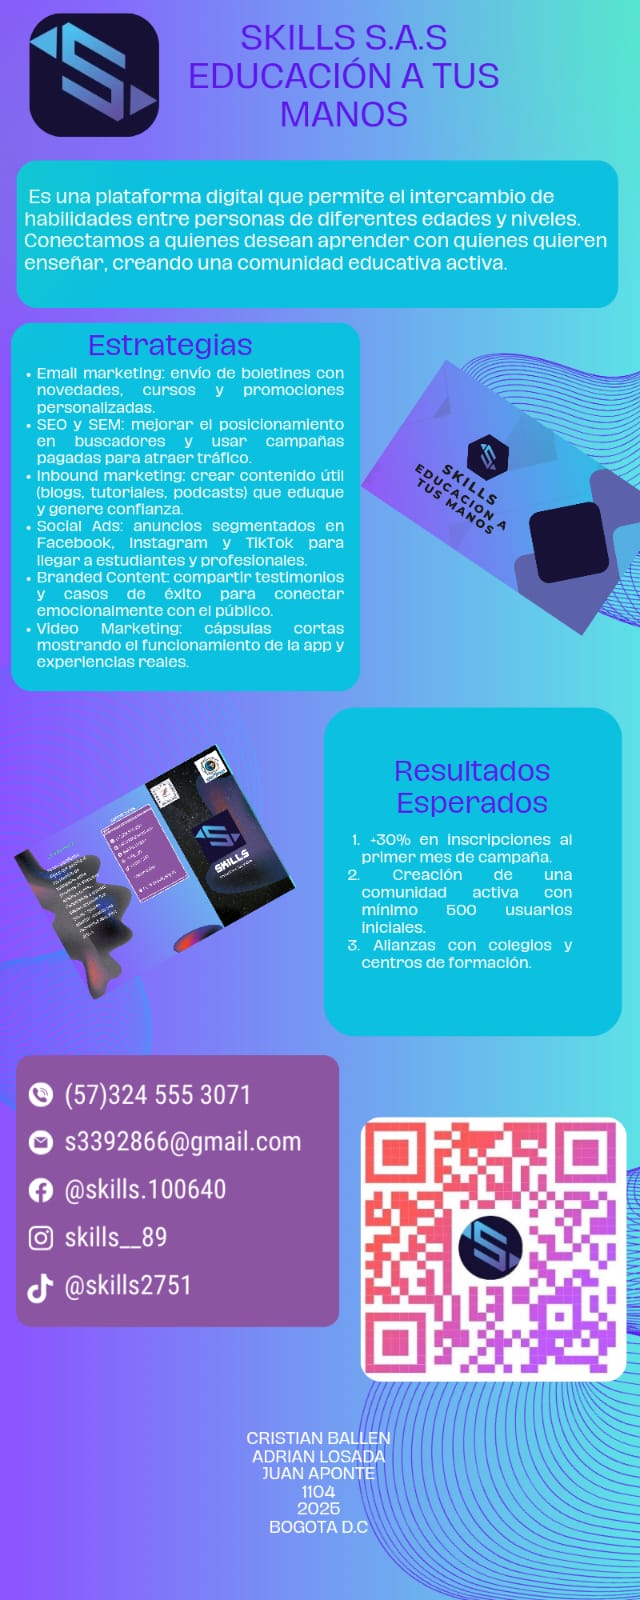 SKILLS S.A.S
EDUCACIÓN A TUS
MANOS
Es una plataforma digital que permite el intercambio de
habilidades entre personas de diferentes edades y niveles.
Conectamos a quienes desean aprender con quienes quieren
enseñar, creando una comunidad educativa activa.
Estrategias
• Email marketing: envío de boletines con
novedades, cursos y promociones
personalizadas.
• SEO y SEM: mejorar el posicionamiento
en buscadores y usar campañas
pagadas para atraer tráfico.
• Inbound marketing: crear contenido útil
(blogs, tutoriales, podcasts) que eduque
y genere confianza.
• Social Ads: anuncios segmentados en
Facebook, Instagram y TikTok para
llegar a estudiantes y profesionales.
• Branded Content: compartir testimonios
y casos de éxito para conectar
emocionalmente con el público.
• Video Marketing: cápsulas cortas
mostrando el funcionamiento de la app y
experiencias reales.
SKILLS
EDUCACION A
TUS MANOS
SKILLS
Resultados
Esperados
1. +30% en inscripciones al
primer mes de campaña.
2. Creación de una
comunidad activa con
mínimo 500 usuarios
iniciales.
3. Alianzas con colegios y
centros de formación.
(57)324 555 3071
s3392866@gmail.com
@skills.100640
skills__89
@skills2751
CRISTIAN BALLEN
ADRIAN LOSADA
JUAN APONTE
1104
2025
BOGOTA D.C